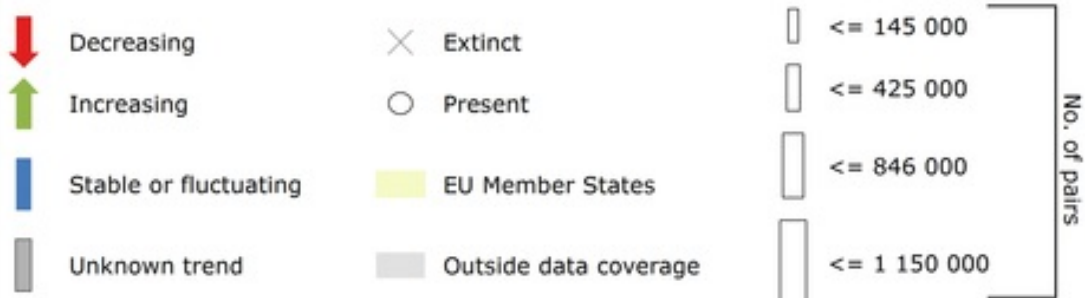 Decreasing
Increasing
Stable or fluctuating
Unknown trend
Extinct
Present
EU Member States
Outside data coverage
<= 145 000
<= 425 000
<= 846 000
<= 1 150 000
No. of pairs